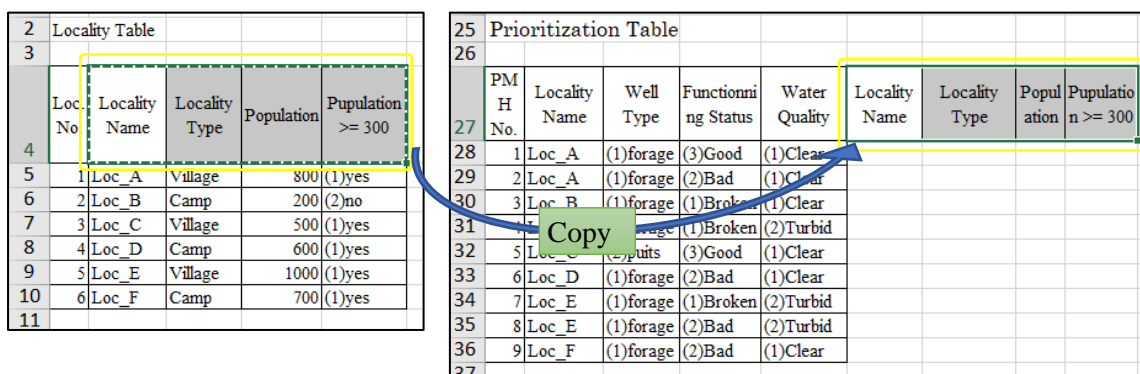 2 Locality Table
3
Loc. No. Locality Name Locality Type Population Pupulation >= 300
4
5 1 Loc_A Village 800 (1)yes
6 2 Loc_B Camp 200 (2)no
7 3 Loc_C Village 500 (1)yes
8 4 Loc_D Camp 600 (1)yes
9 5 Loc_E Village 1000 (1)yes
10 6 Loc_F Camp 700 (1)yes
11
Copy
25 Prioritization Table
26
PM H No. Locality Name Well Type Functionni ng Status Water Quality Locality Name Locality Type Popul ation Pupulatio n >= 300
27
28 1 Loc_A (1)forage (3)Good (1)Clear
29 2 Loc_A (1)forage (2)Bad (1)Clear
30 3 Loc_B (1)forage (1)Broken (1)Clear
31 (1)Broken (2)Turbid
32 5 (2)puits (3)Good (1)Clear
33 6 Loc_D (1)forage (2)Bad (1)Clear
34 7 Loc_E (1)forage (1)Broken (2)Turbid
35 8 Loc_E (1)forage (2)Bad (2)Turbid
36 9 Loc_F (1)forage (2)Bad (1)Clear
37